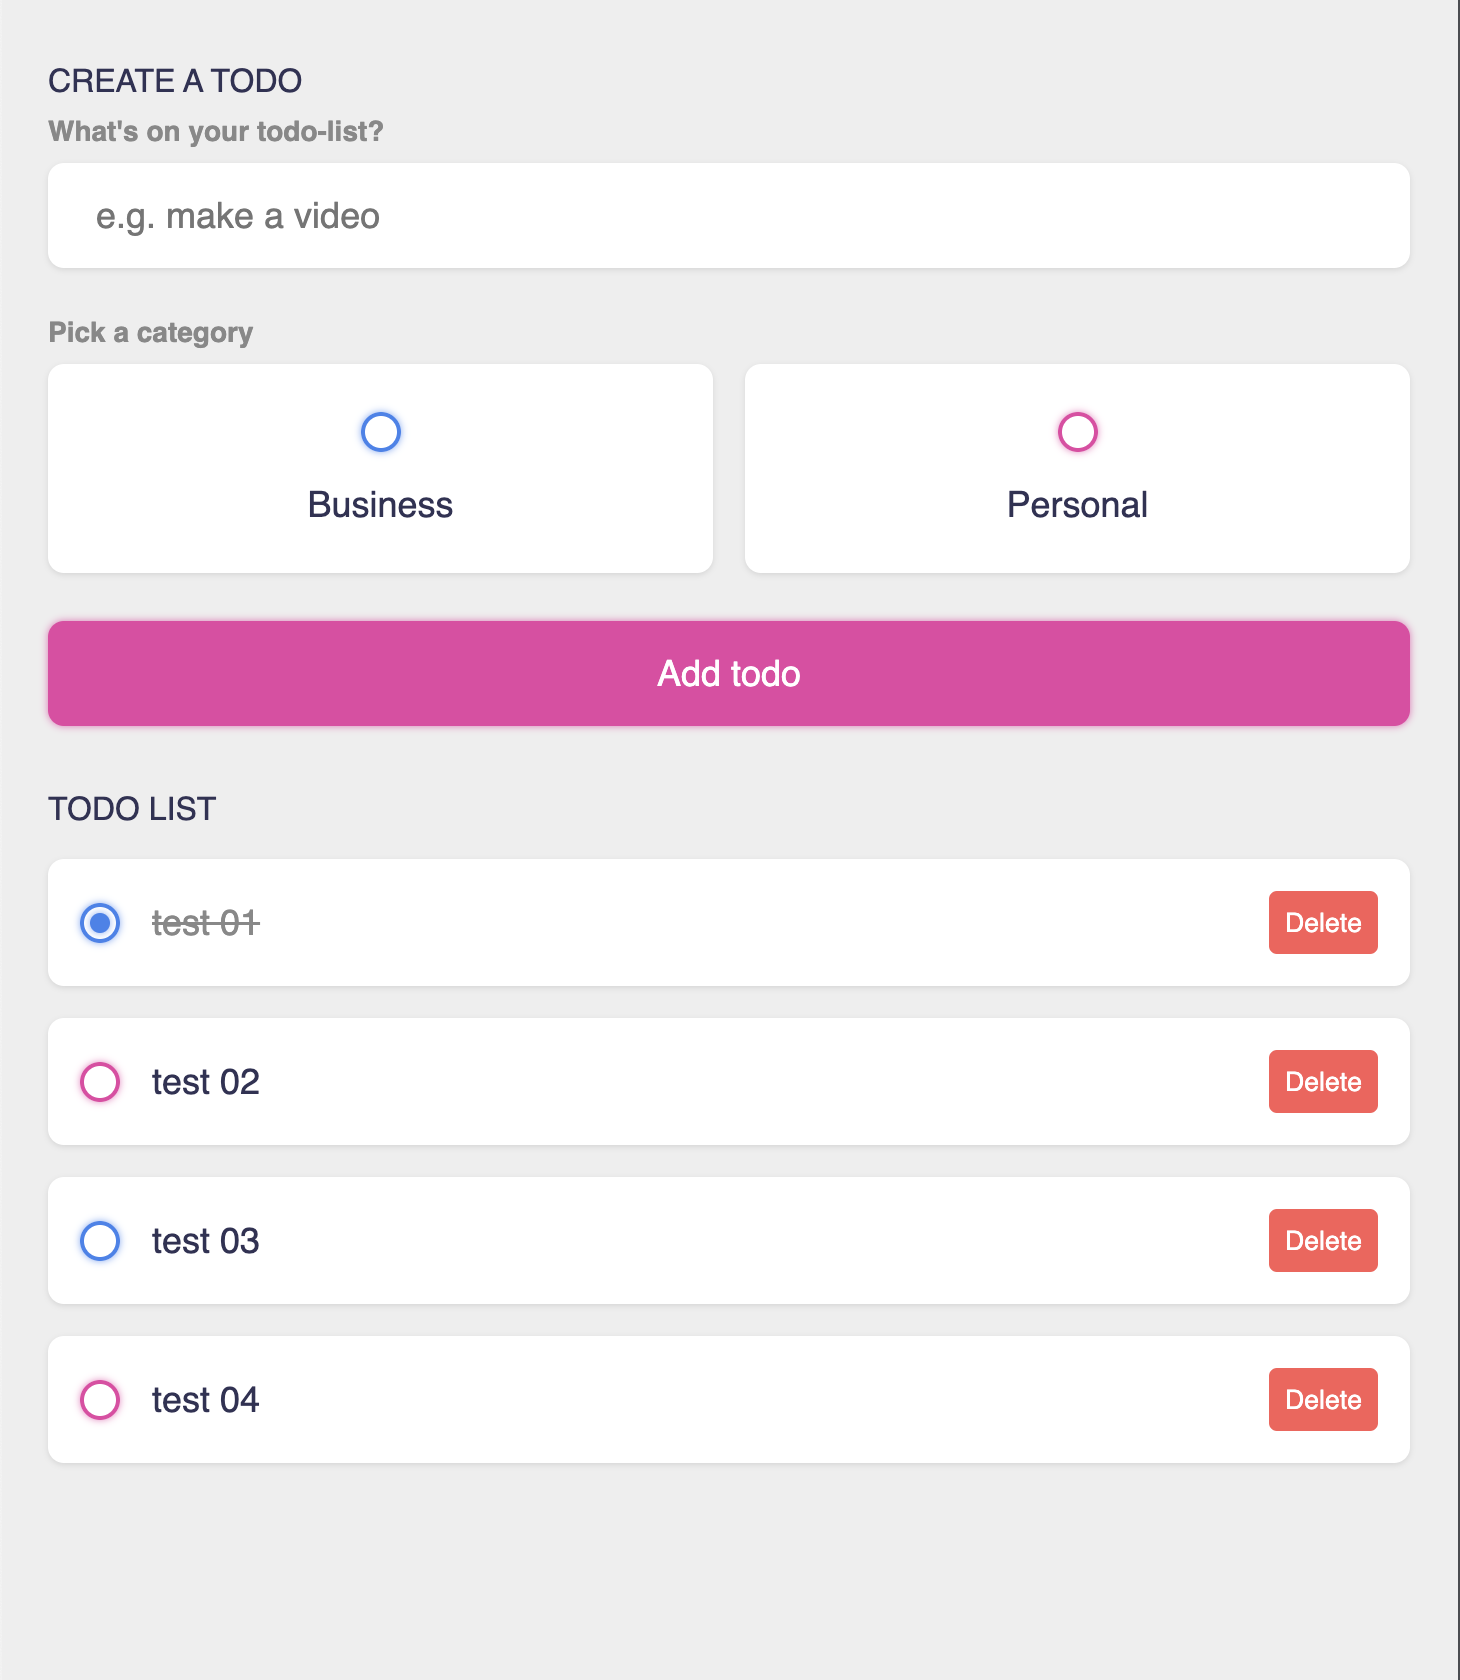 CREATE A TODO
What's on your todo-list?
e.g. make a video
Pick a category
Business
Personal
Add todo
TODO LIST
test 01
Delete
test 02
Delete
test 03
Delete
test 04
Delete